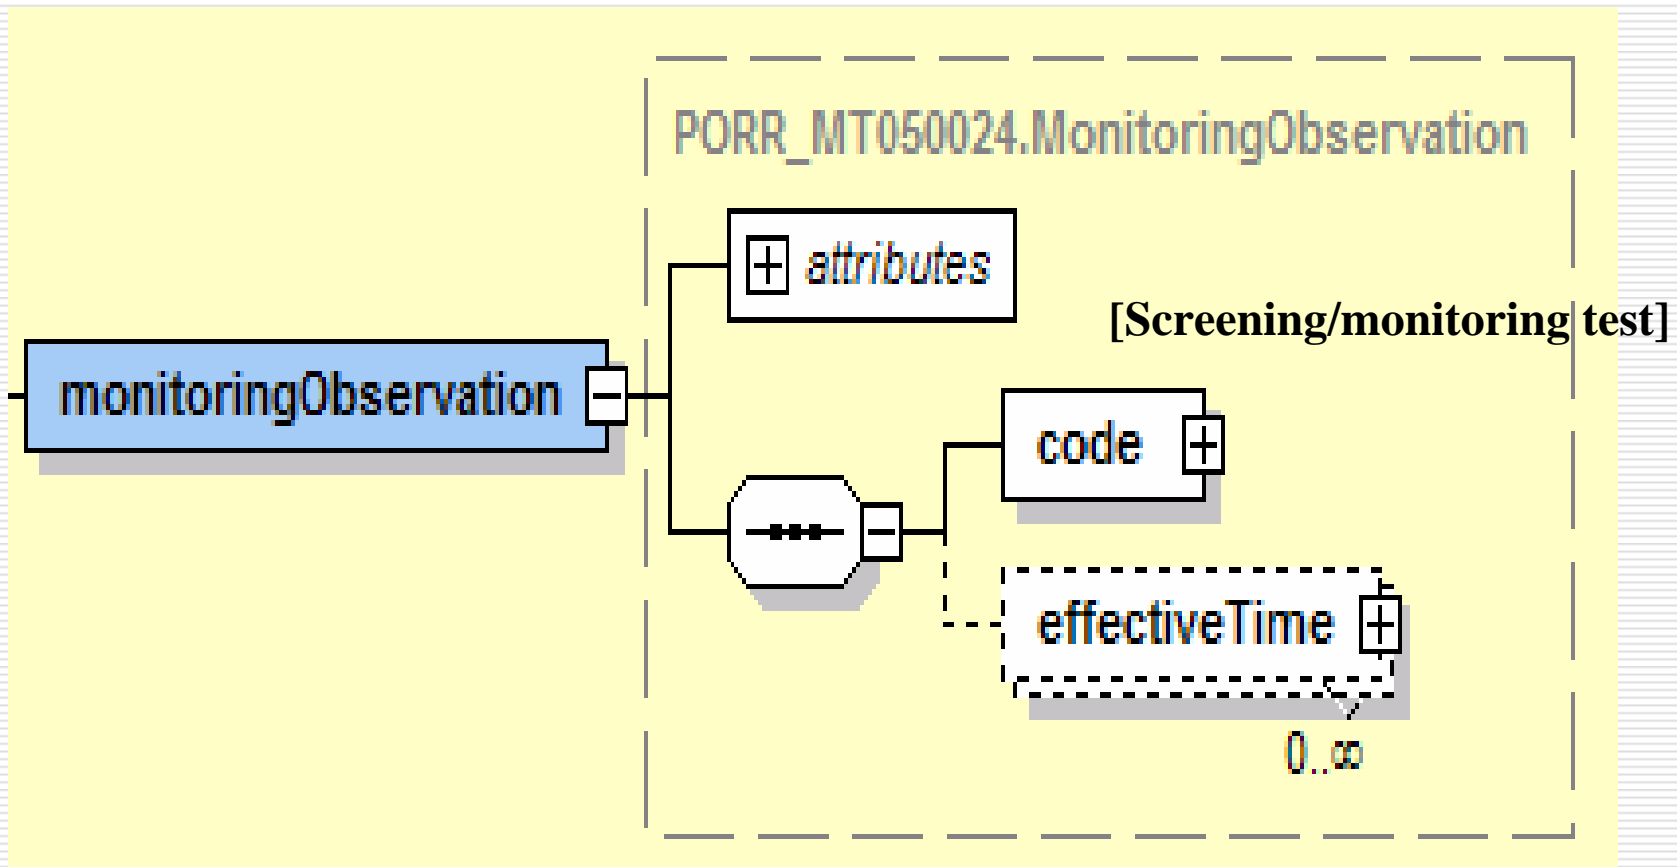 PORR_MT050024.MonitoringObservation
attributes
[Screening/monitoring test]
monitoringObservation
code
effectiveTime
0..∞